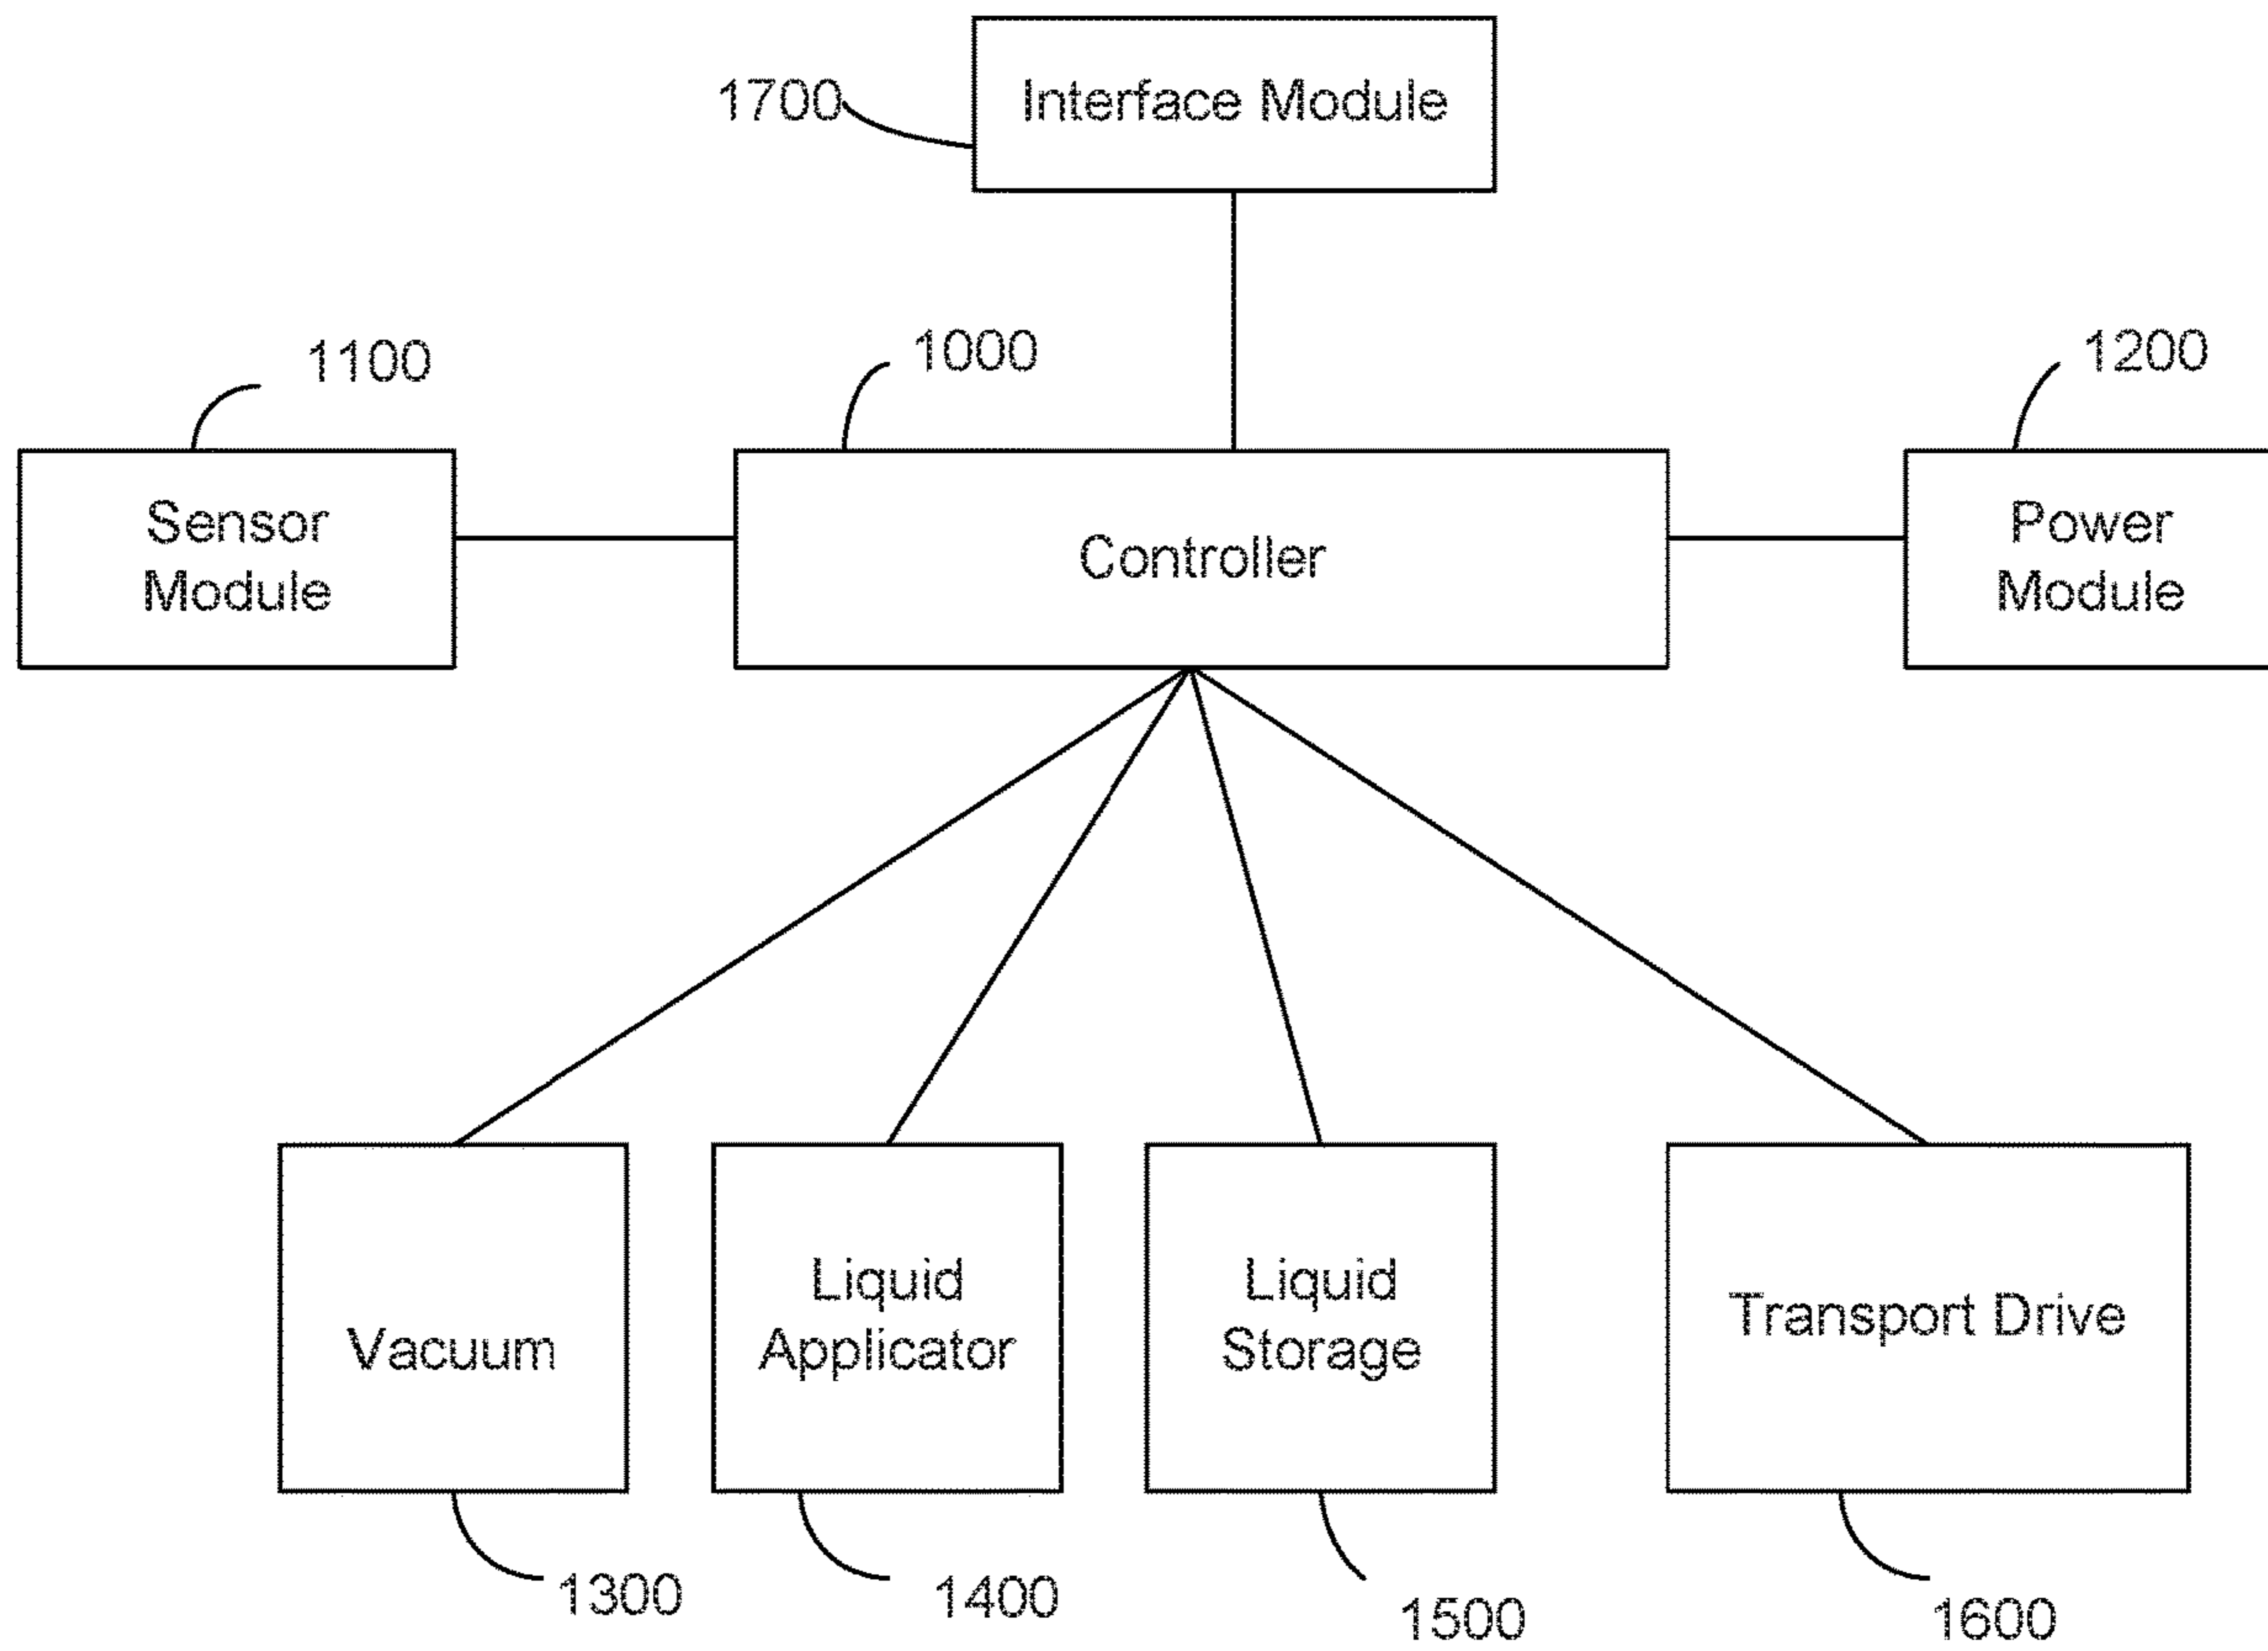 1700
Interface Module
1100
1000
1200
Sensor
Module
Controller
Power
Module
Vacuum
Liquid
Applicator
Liquid
Storage
Transport Drive
1300
1400
1500
1600